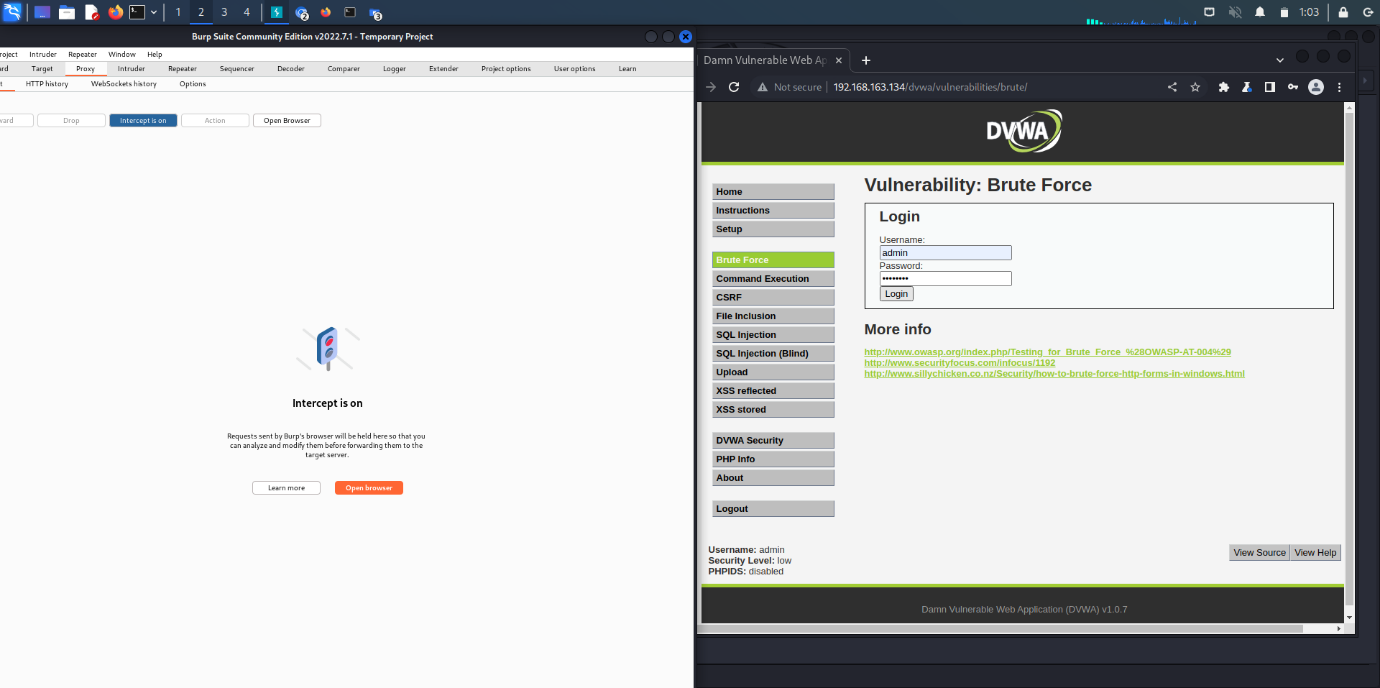 1 2 3 4 2 3 1:03
Burp Suite Community Edition v2022.7.1 - Temporary Project
roject Intruder Repeater Window Help
ard Target Proxy Intruder Repeater Sequencer Decoder Comparer Logger Extender Project options User options Learn
t HTTP history WebSockets history Options
ward Drop Intercept is on Action Open Browser
Intercept is on
Requests sent by Burp's browser will be held here so that you
can analyze and modify them before forwarding them to the
target server.
Learn more Open browser
Damn Vulnerable Web Ap
Not secure 192.168.163.134/dvwa/vulnerabilities/brute/
DVWA
Home
Instructions
Setup
Brute Force
Command Execution
CSRF
File Inclusion
SQL Injection
SQL Injection (Blind)
Upload
XSS reflected
XSS stored
DVWA Security
PHP Info
About
Logout
Vulnerability: Brute Force
Login
Username:
admin
Password:
••••••••
Login
More info
http://www.owasp.org/index.php/Testing_for_Brute_Force_%28OWASP-AT-004%29
http://www.securityfocus.com/infocus/1192
http://www.sillychicken.co.nz/Security/how-to-brute-force-http-forms-in-windows.html
Username: admin
Security Level: low
PHPIDS: disabled
View Source View Help
Damn Vulnerable Web Application (DVWA) v1.0.7